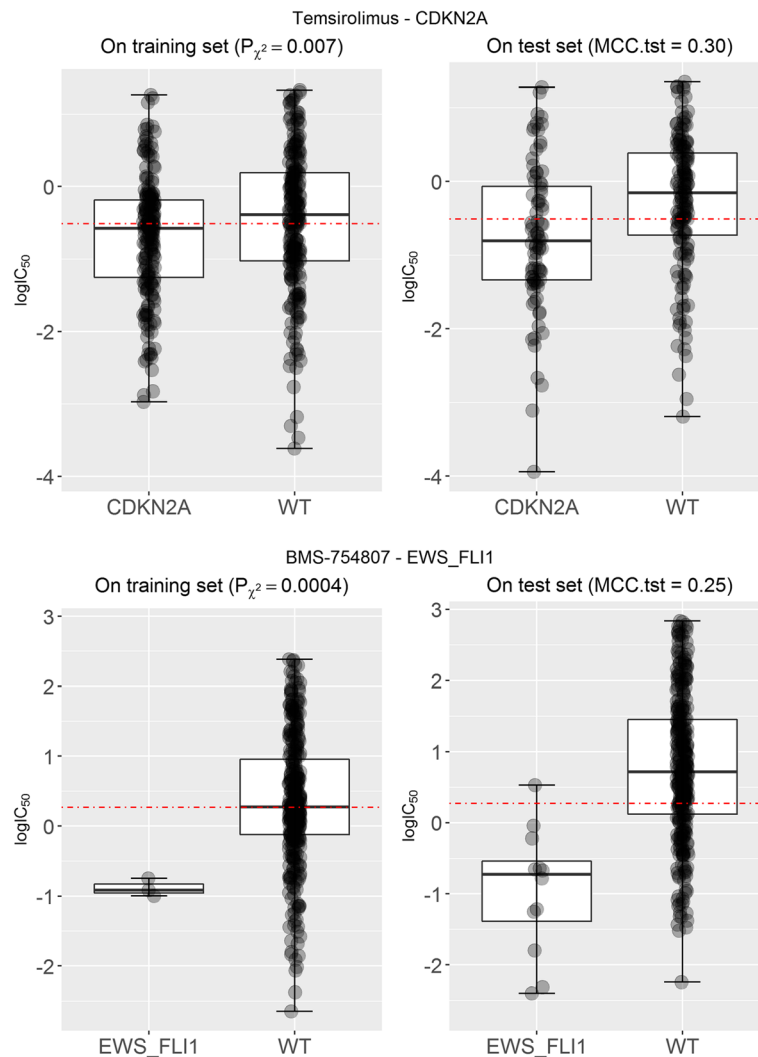 Temsirolimus - CDKN2A
On training set (Pχ² = 0.007)
On test set (MCC.tst = 0.30)
logIC50
0
-2
-4
CDKN2A
WT
logIC50
0
-2
-4
CDKN2A
WT
BMS-754807 - EWS_FLI1
On training set (Pχ² = 0.0004)
On test set (MCC.tst = 0.25)
logIC50
3
2
1
0
-1
-2
EWS_FLI1
WT
logIC50
3
2
1
0
-1
-2
EWS_FLI1
WT